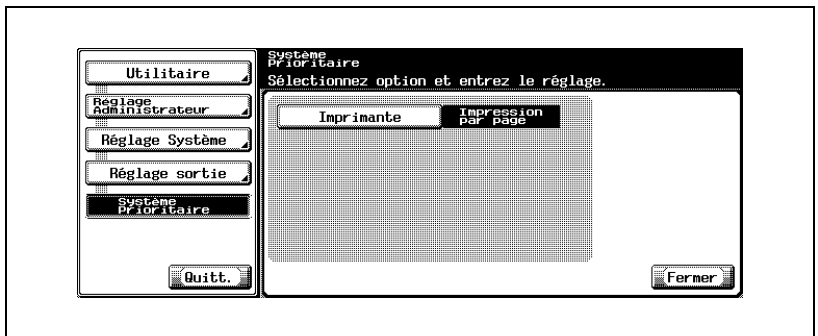 Utilitaire
Réglage
Administrateur
Réglage Système
Réglage sortie
Système
Prioritaire
Quitt.
Système
Prioritaire
Sélectionnez option et entrez le réglage.
Imprimante
Impression
par page
Fermer